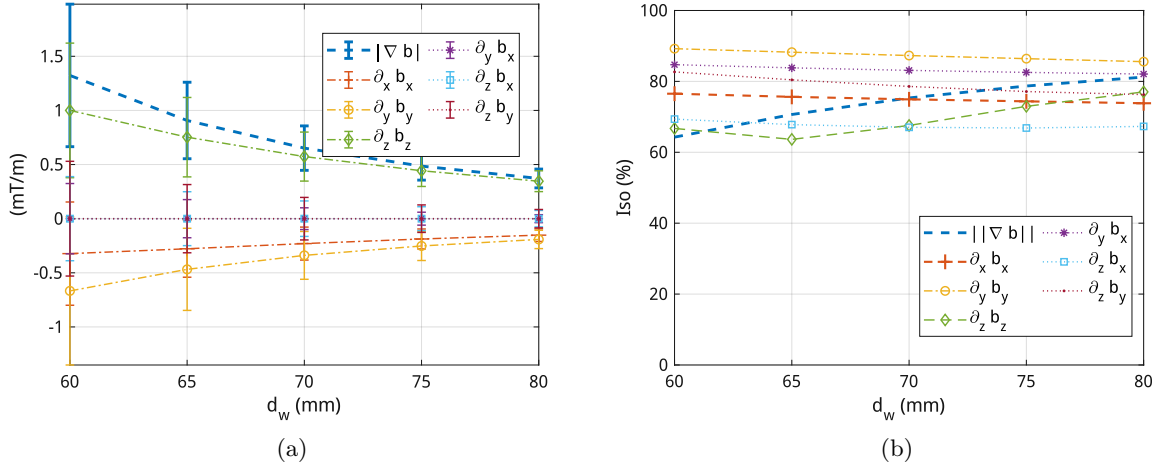 1.5
1
0.5
0
-0.5
-1
(mT/m)
60
65
70
75
80
d_w (mm)
|∇ b|
∂_x b_x
∂_y b_y
∂_z b_z
∂_y b_x
∂_z b_x
∂_z b_y
(a)
100
80
60
40
20
0
Iso (%)
60
65
70
75
80
d_w (mm)
||∇ b||
∂_x b_x
∂_y b_y
∂_z b_z
∂_y b_x
∂_z b_x
∂_z b_y
(b)